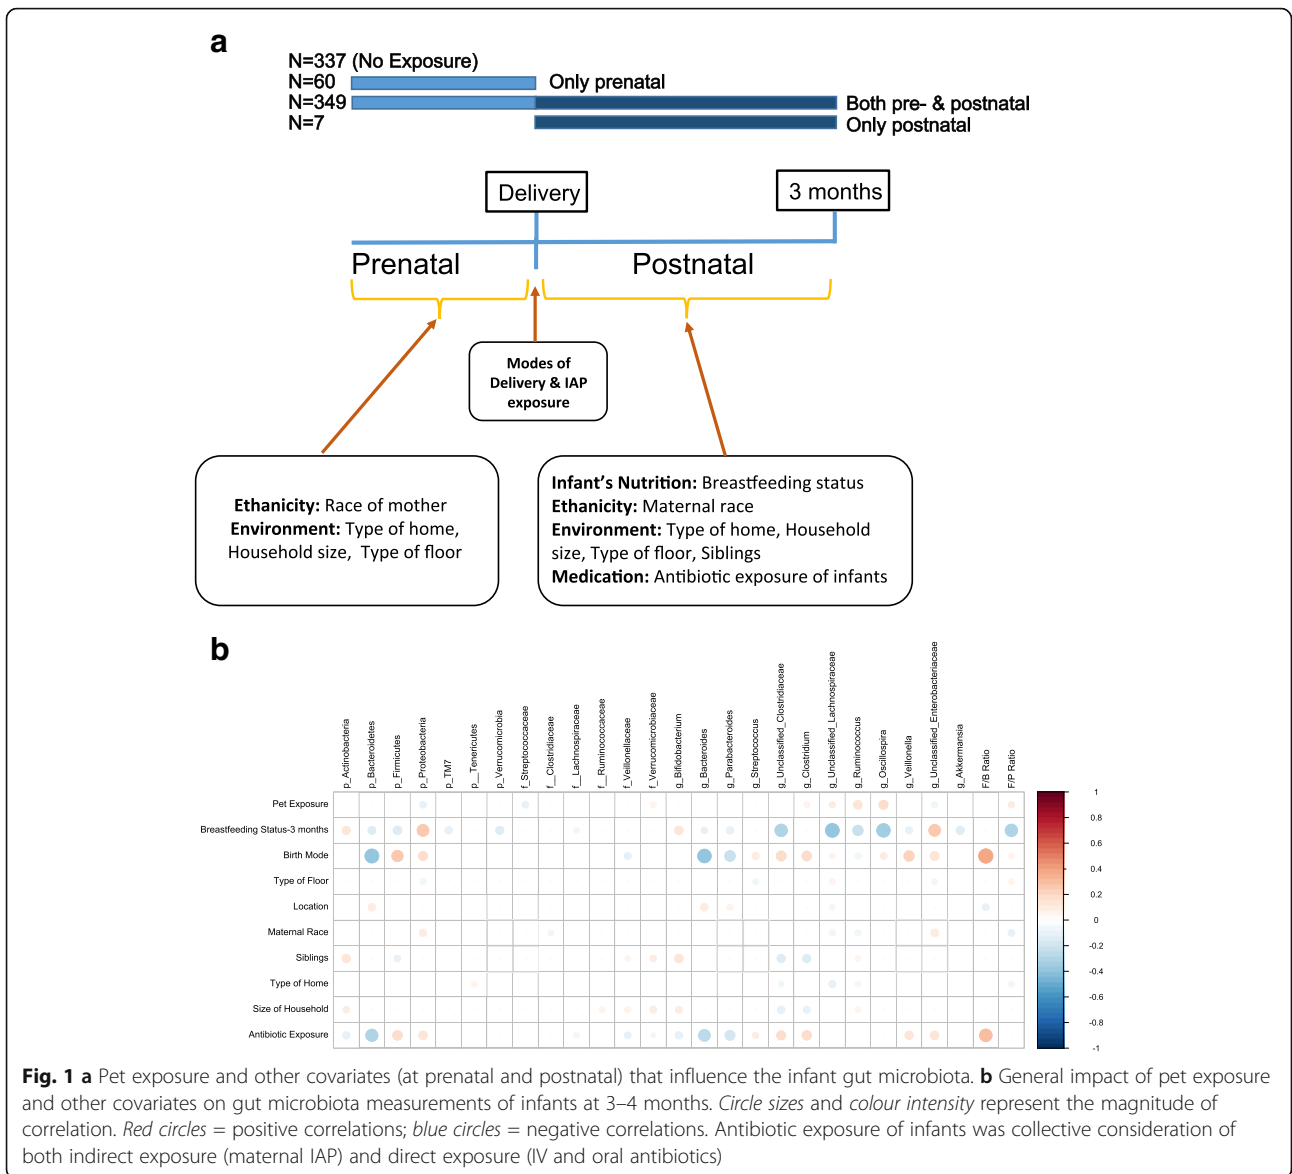 a
N=337 (No Exposure)
N=60 Only prenatal
N=349 Both pre- & postnatal
N=7 Only postnatal
Delivery
3 months
Prenatal
Postnatal
Modes of
Delivery & IAP
exposure
Ethanicity: Race of mother
Environment: Type of home,
Household size, Type of floor
Infant's Nutrition: Breastfeeding status
Ethanicity: Maternal race
Environment: Type of home, Household
size, Type of floor, Siblings
Medication: Antibiotic exposure of infants
b
p_Actinobacteria
p_Bacteroidetes
p_Firmicutes
p_Proteobacteria
p_TM7
p__Tenericutes
p_Verrucomicrobia
f_Streptococcaceae
f__Clostridiaceae
f__Lachnospiraceae
f__Ruminococcaceae
f_Veillonellaceae
f_Verrucomicrobiaceae
g_Bifidobacterium
g_Bacteroides
g_Parabacteroides
g_Streptococcus
g_Unclassified_Clostridiaceae
g_Clostridium
g_Unclassified_Lachnospiraceae
g_Ruminococcus
g_Oscillospira
g_Veillonella
g_Unclassified_Enterobacteriaceae
g_Akkermansia
F/B Ratio
F/P Ratio
Pet Exposure
Breastfeeding Status-3 months
Birth Mode
Type of Floor
Location
Maternal Race
Siblings
Type of Home
Size of Household
Antibiotic Exposure
1
0.8
0.6
0.4
0.2
0
-0.2
-0.4
-0.6
-0.8
-1
Fig. 1 a Pet exposure and other covariates (at prenatal and postnatal) that influence the infant gut microbiota. b General impact of pet exposure
and other covariates on gut microbiota measurements of infants at 3–4 months. Circle sizes and colour intensity represent the magnitude of
correlation. Red circles = positive correlations; blue circles = negative correlations. Antibiotic exposure of infants was collective consideration of
both indirect exposure (maternal IAP) and direct exposure (IV and oral antibiotics)